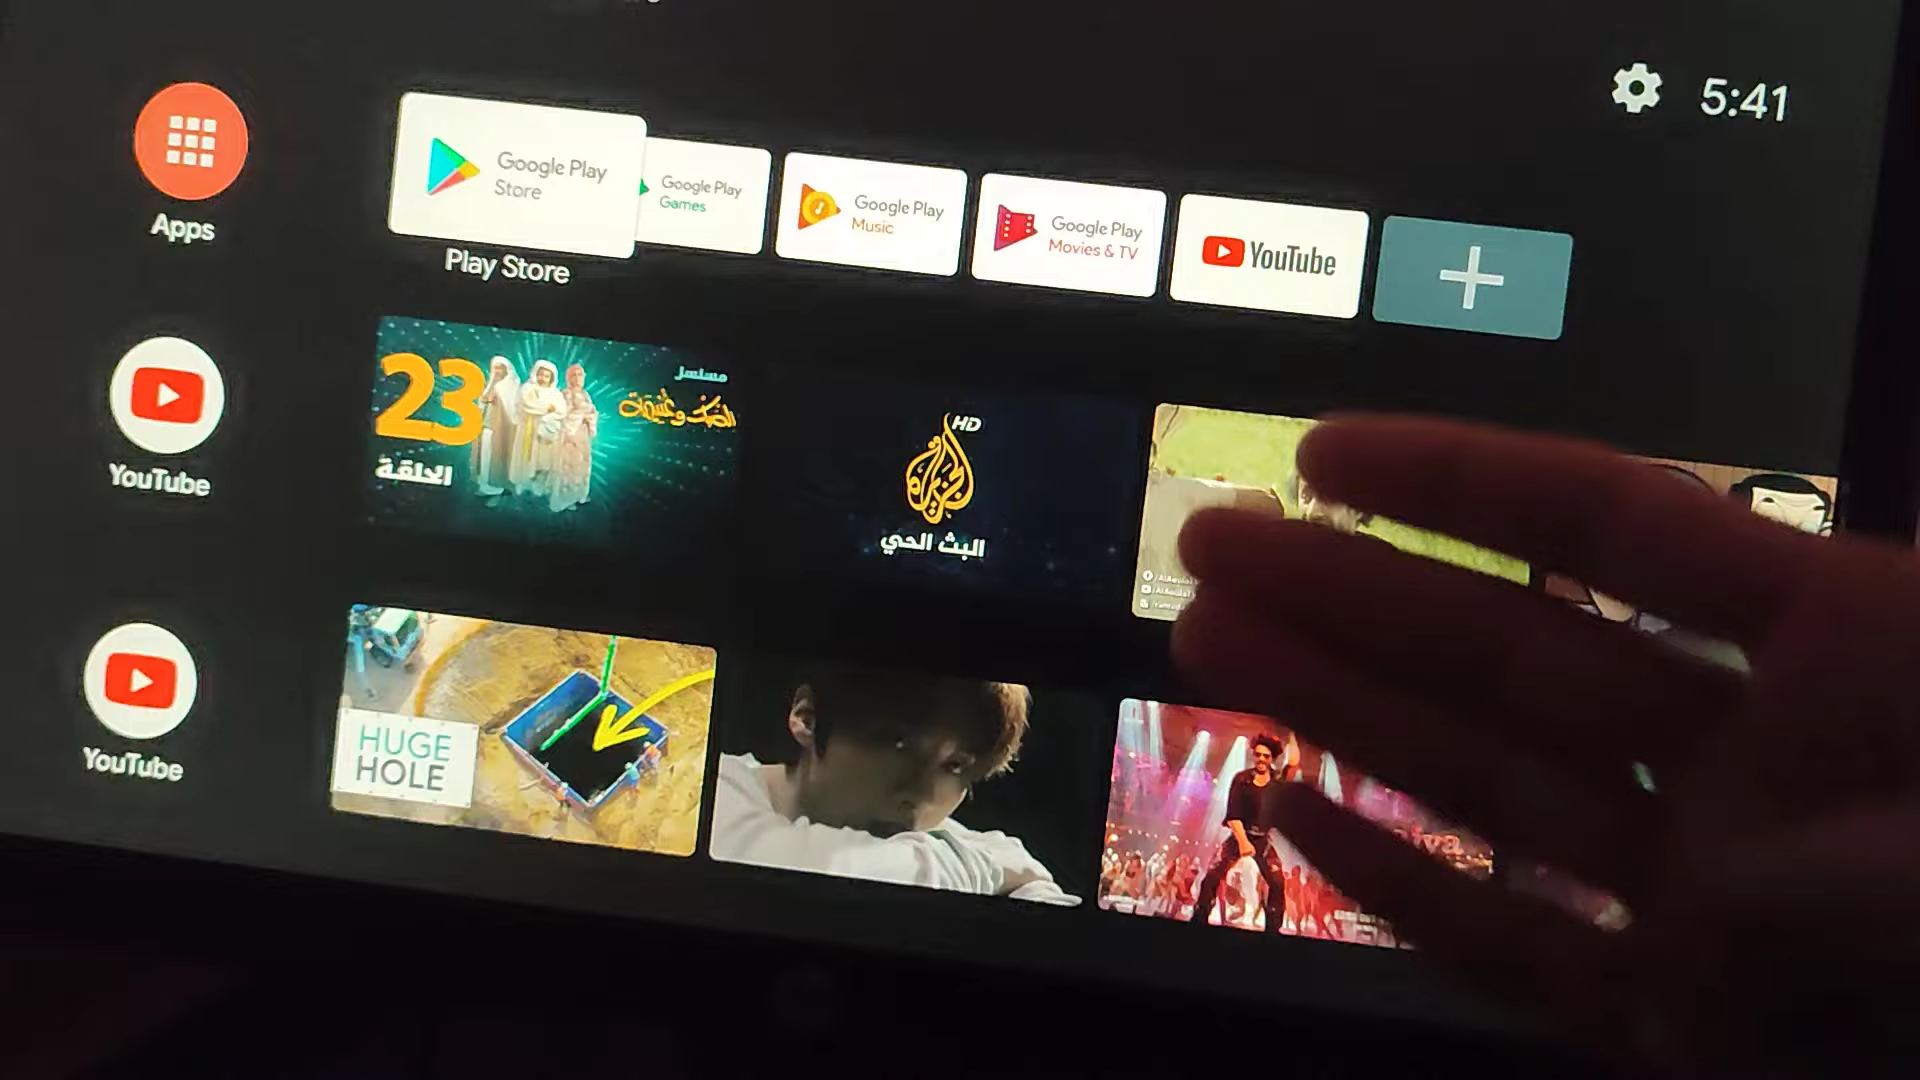 5:41
Apps
Google Play
Store
Google Play
Games
Google Play
Music
Google Play
Movies & TV
YouTube
Play Store
YouTube
23
الحلقة
مسلسل
HD
الجزيرة
البث الحي
YouTube
HUGE
HOLE